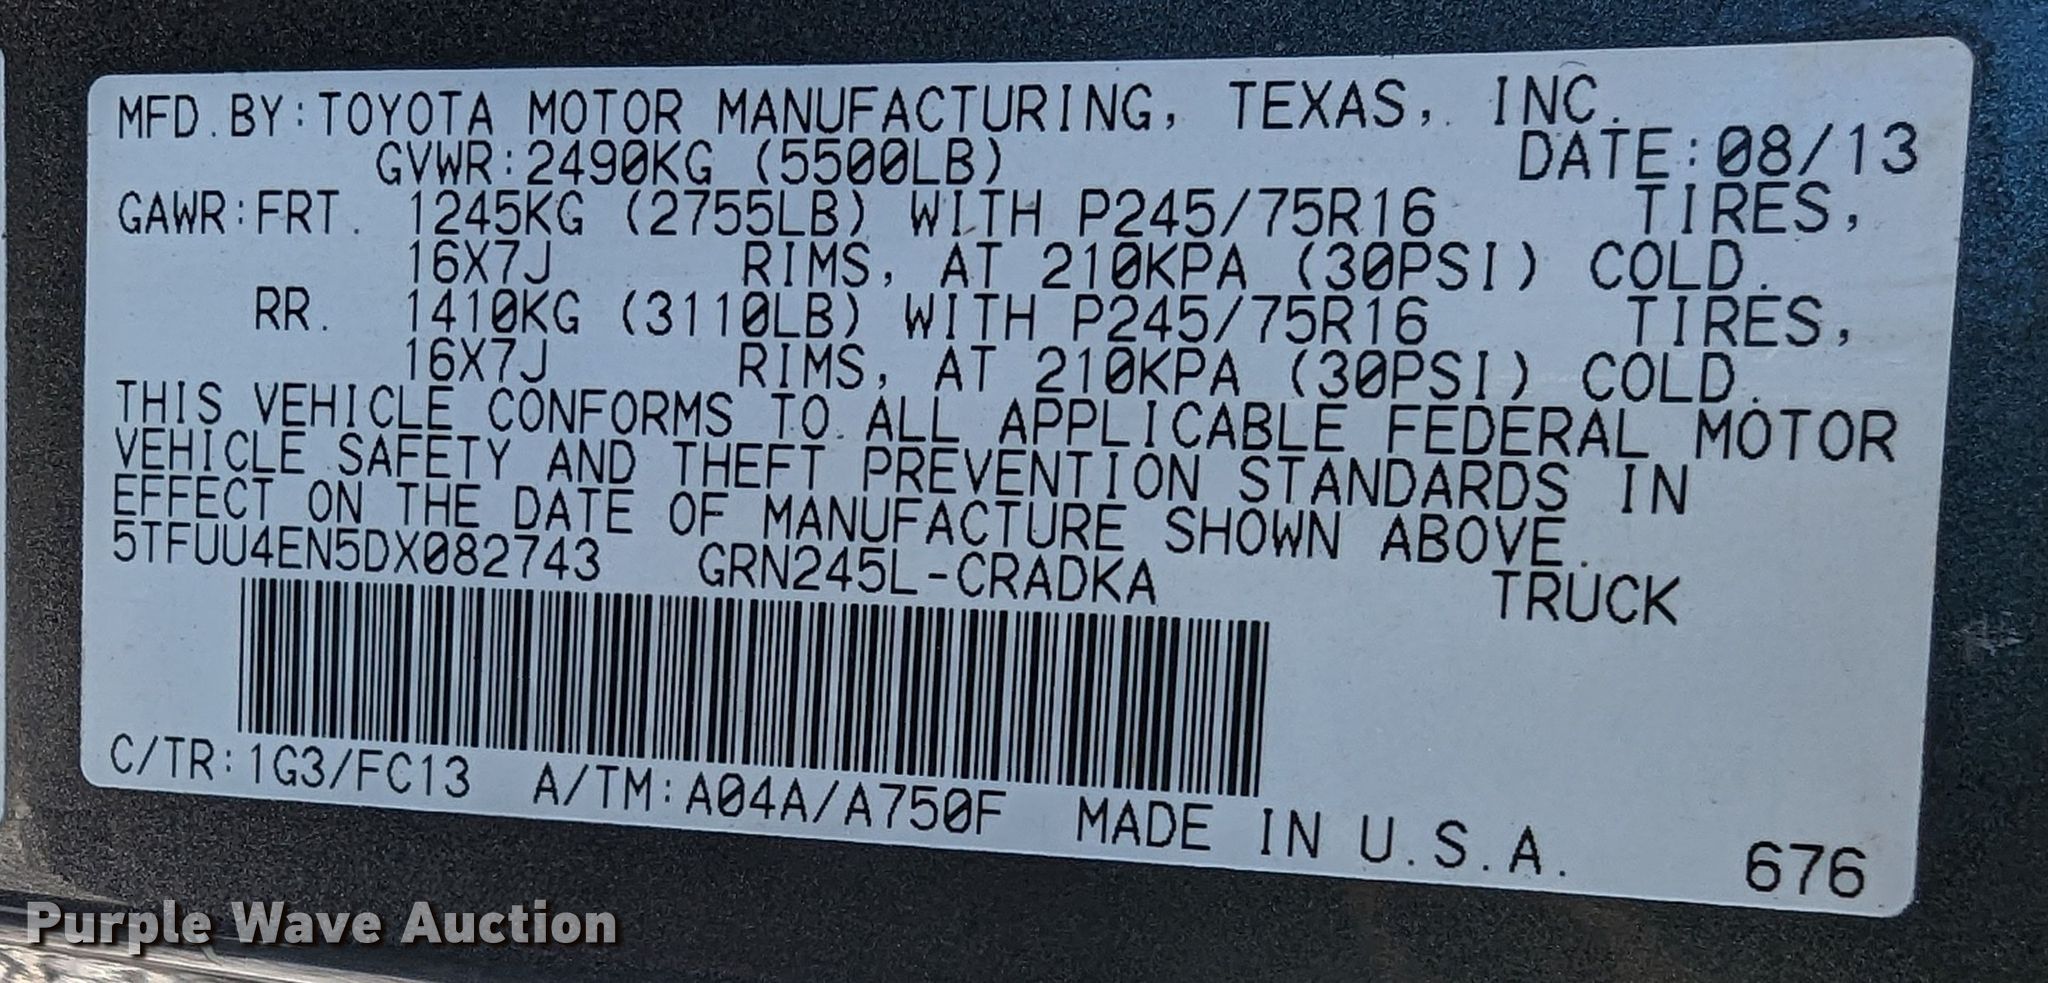 MFD.BY:TOYOTA MOTOR MANUFACTURING, TEXAS, INC.
GVWR:2490KG (5500LB) DATE:08/13
GAWR:FRT. 1245KG (2755LB) WITH P245/75R16 TIRES,
16X7J RIMS, AT 210KPA (30PSI) COLD.
RR. 1410KG (3110LB) WITH P245/75R16 TIRES,
16X7J RIMS, AT 210KPA (30PSI) COLD.
THIS VEHICLE CONFORMS TO ALL APPLICABLE FEDERAL MOTOR
VEHICLE SAFETY AND THEFT PREVENTION STANDARDS IN
EFFECT ON THE DATE OF MANUFACTURE SHOWN ABOVE.
5TFUU4EN5DX082743 GRN245L-CRADKA TRUCK
C/TR:1G3/FC13 A/TM:A04A/A750F MADE IN U.S.A. 676
Purple Wave Auction